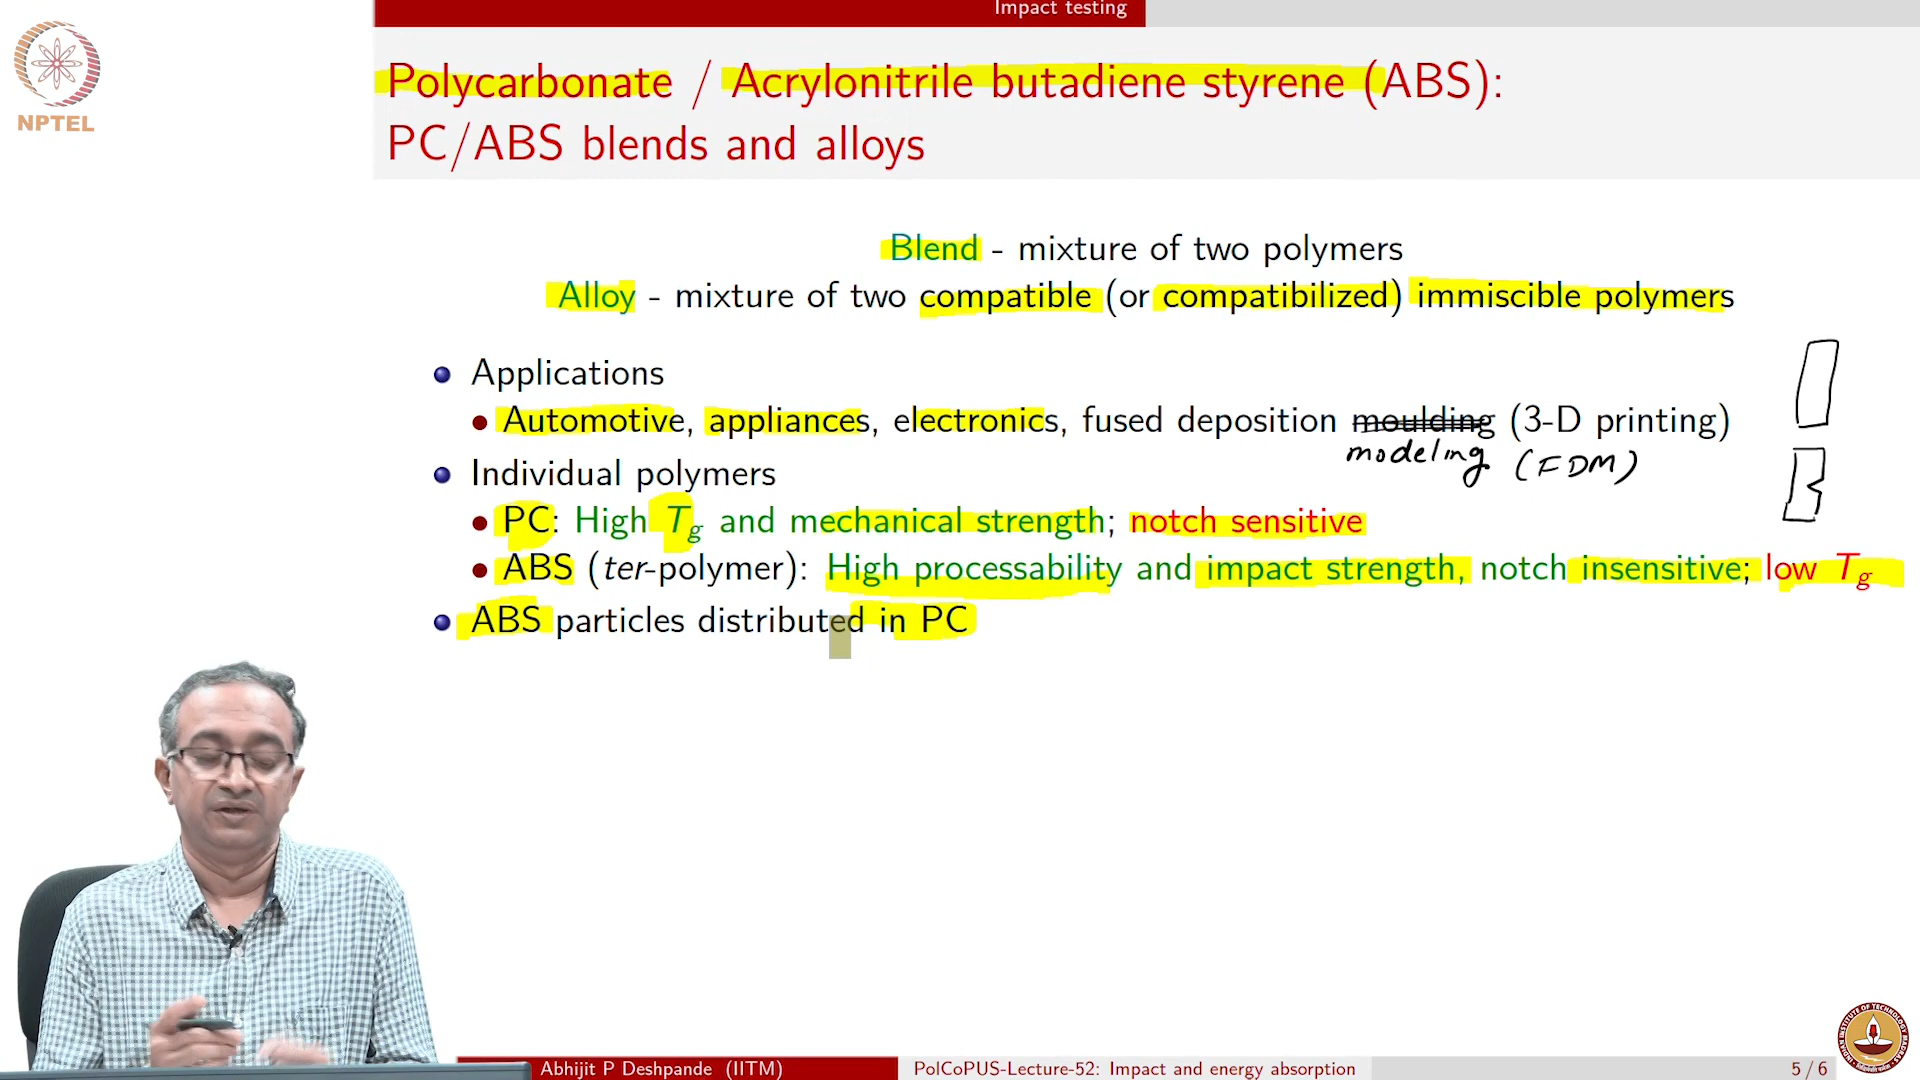 Impact testing
NPTEL
Polycarbonate / Acrylonitrile butadiene styrene (ABS):
PC/ABS blends and alloys
Blend - mixture of two polymers
Alloy - mixture of two compatible (or compatibilized) immiscible polymers
Applications
Automotive, appliances, electronics, fused deposition moulding (3-D printing)
modeling (FDM)
Individual polymers
PC: High Tg and mechanical strength; notch sensitive
ABS (ter-polymer): High processability and impact strength, notch insensitive; low Tg
ABS particles distributed in PC
Abhijit P Deshpande (IITM) PolCoPUS-Lecture-52: Impact and energy absorption 5 / 6